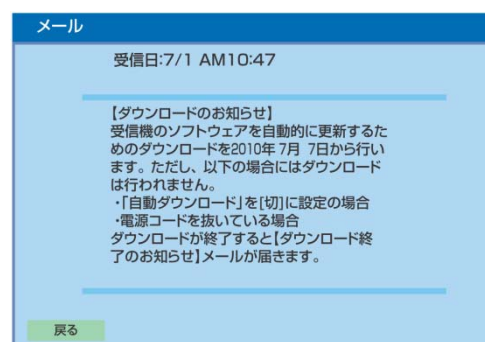 メール
受信日:7/1 AM10:47
【ダウンロードのお知らせ】
受信機のソフトウェアを自動的に更新するた
めのダウンロードを2010年 7月 7日から行い
ます。ただし、以下の場合にはダウンロード
は行われません。
・「自動ダウンロード」を[切]に設定の場合
・電源コードを抜いている場合
ダウンロードが終了すると【ダウンロード終
了のお知らせ】メールが届きます。
戻る